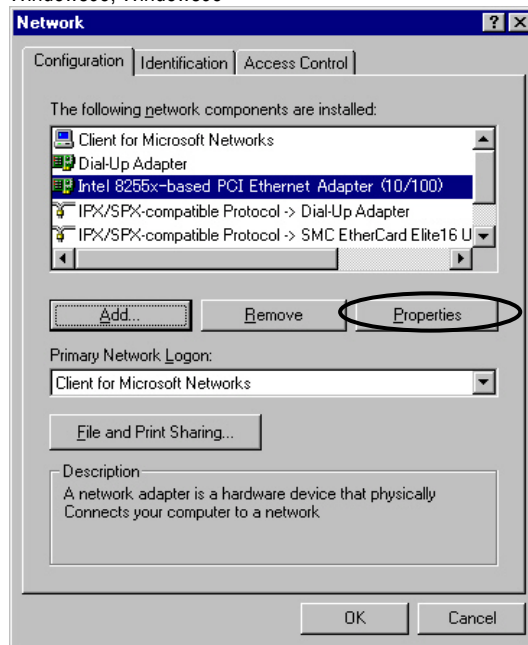 Network
Configuration Identification Access Control
The following network components are installed:
Client for Microsoft Networks
Dial-Up Adapter
Intel 8255x-based PCI Ethernet Adapter (10/100)
IPX/SPX-compatible Protocol -> Dial-Up Adapter
IPX/SPX-compatible Protocol -> SMC EtherCard Elite16 U
Add... Remove Properties
Primary Network Logon:
Client for Microsoft Networks
File and Print Sharing...
Description
A network adapter is a hardware device that physically
Connects your computer to a network
OK Cancel